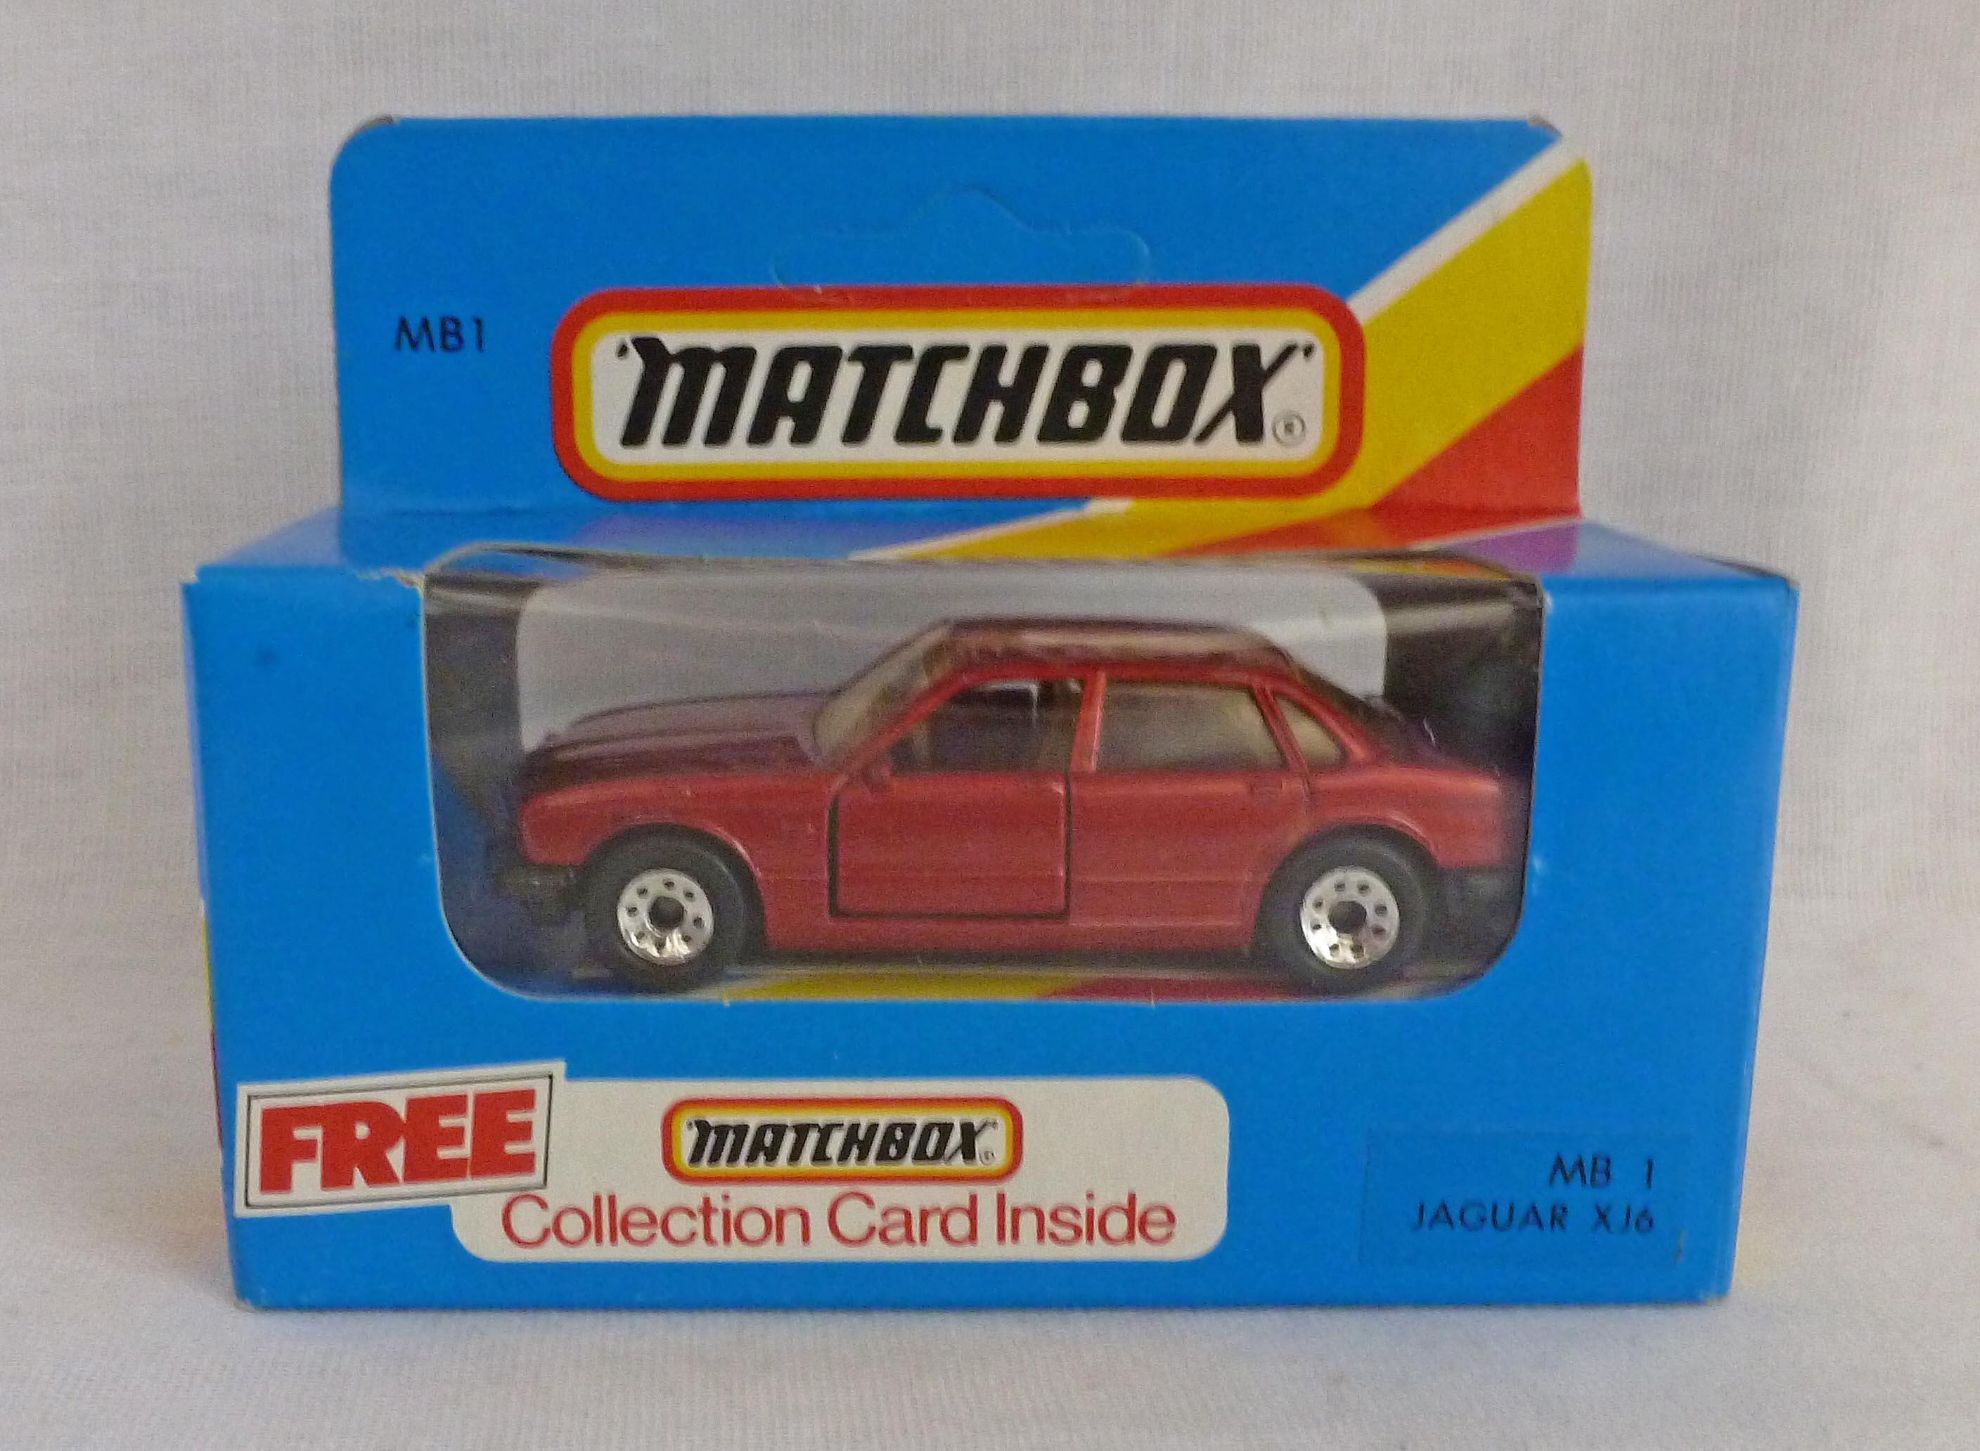 MB1
'MATCHBOX'®
FREE
'MATCHBOX'®
Collection Card Inside
MB 1
JAGUAR XJ6